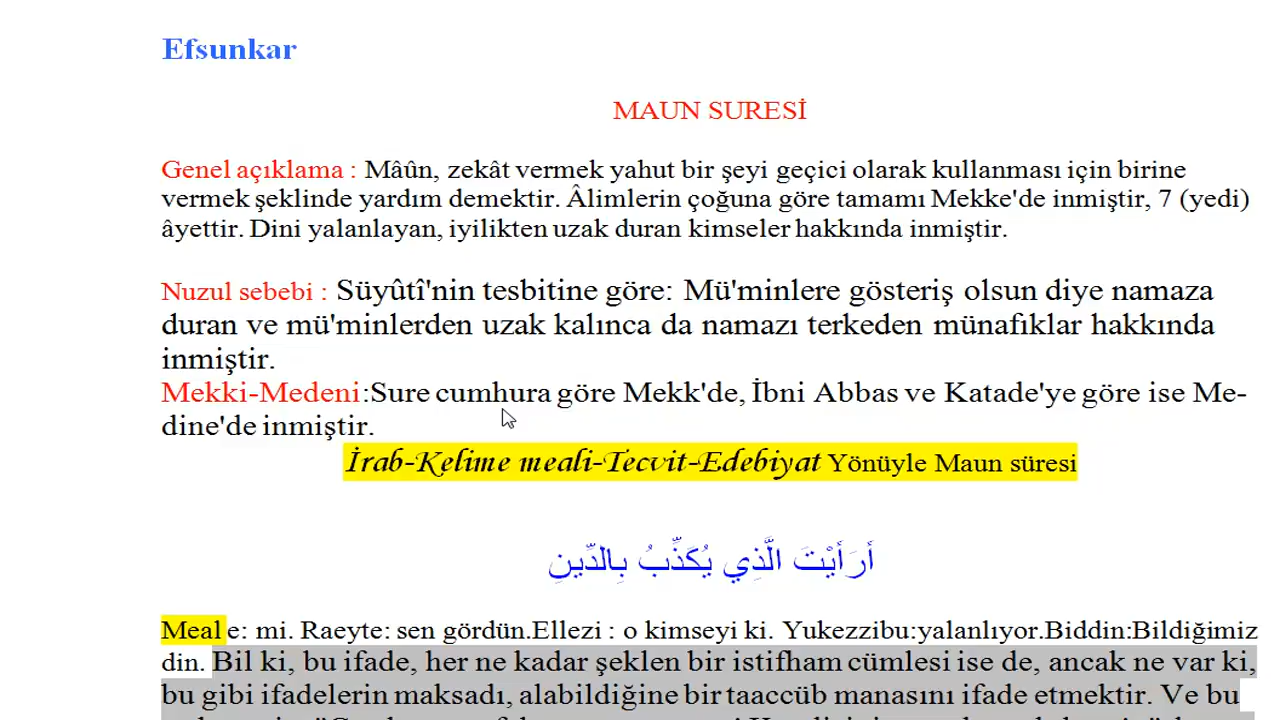 Efsunkar
MAUN SURESİ
Genel açıklama : Mâûn, zekât vermek yahut bir şeyi geçici olarak kullanması için birine
vermek şeklinde yardım demektir. Âlimlerin çoğuna göre tamamı Mekke'de inmiştir, 7 (yedi)
âyettir. Dini yalanlayan, iyilikten uzak duran kimseler hakkında inmiştir.
Nuzul sebebi : Süyûtî'nin tesbitine göre: Mü'minlere gösteriş olsun diye namaza
duran ve mü'minlerden uzak kalınca da namazı terkeden münafıklar hakkında
inmiştir.
Mekki-Medeni:Sure cumhura göre Mekk'de, İbni Abbas ve Katade'ye göre ise Me-
dine'de inmiştir.
İrab-Kelime meali-Tecvit-Edebiyat Yönüyle Maun süresi
أَرَأَيْتَ الَّذِي يُكَذِّبُ بِالدِّينِ
Meal e: mi. Raeyte: sen gördün.Ellezi : o kimseyi ki. Yukezzibu:yalanlıyor.Biddin:Bildiğimiz
din. Bil ki, bu ifade, her ne kadar şeklen bir istifham cümlesi ise de, ancak ne var ki,
bu gibi ifadelerin maksadı, alabildiğine bir taaccüb manasını ifade etmektir. Ve bu